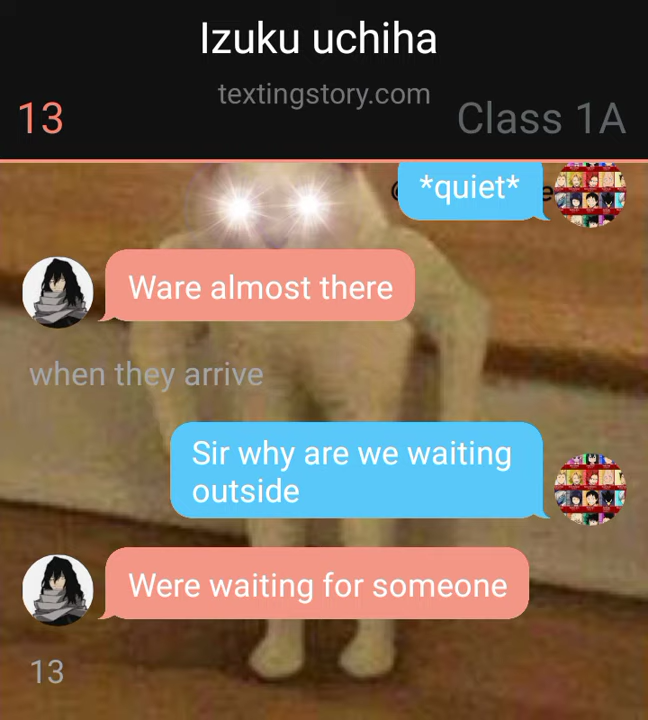 Izuku uchiha
textingstory.com
13
Class 1A
*quiet*
Ware almost there
when they arrive
Sir why are we waiting
outside
Were waiting for someone
13